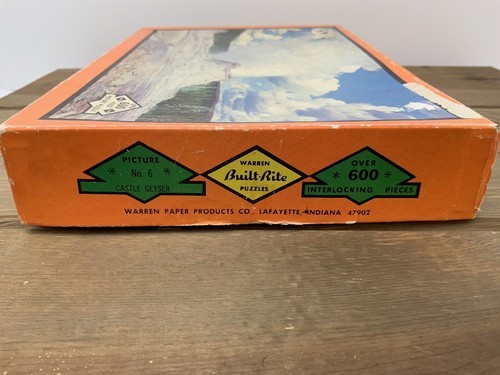 PICTURE
* No. 6 *
CASTLE GEYSER
WARREN
Built-Rite
PUZZLES
OVER
* 600 *
INTERLOCKING PIECES
WARREN PAPER PRODUCTS CO., LAFAYETTE, INDIANA 47902